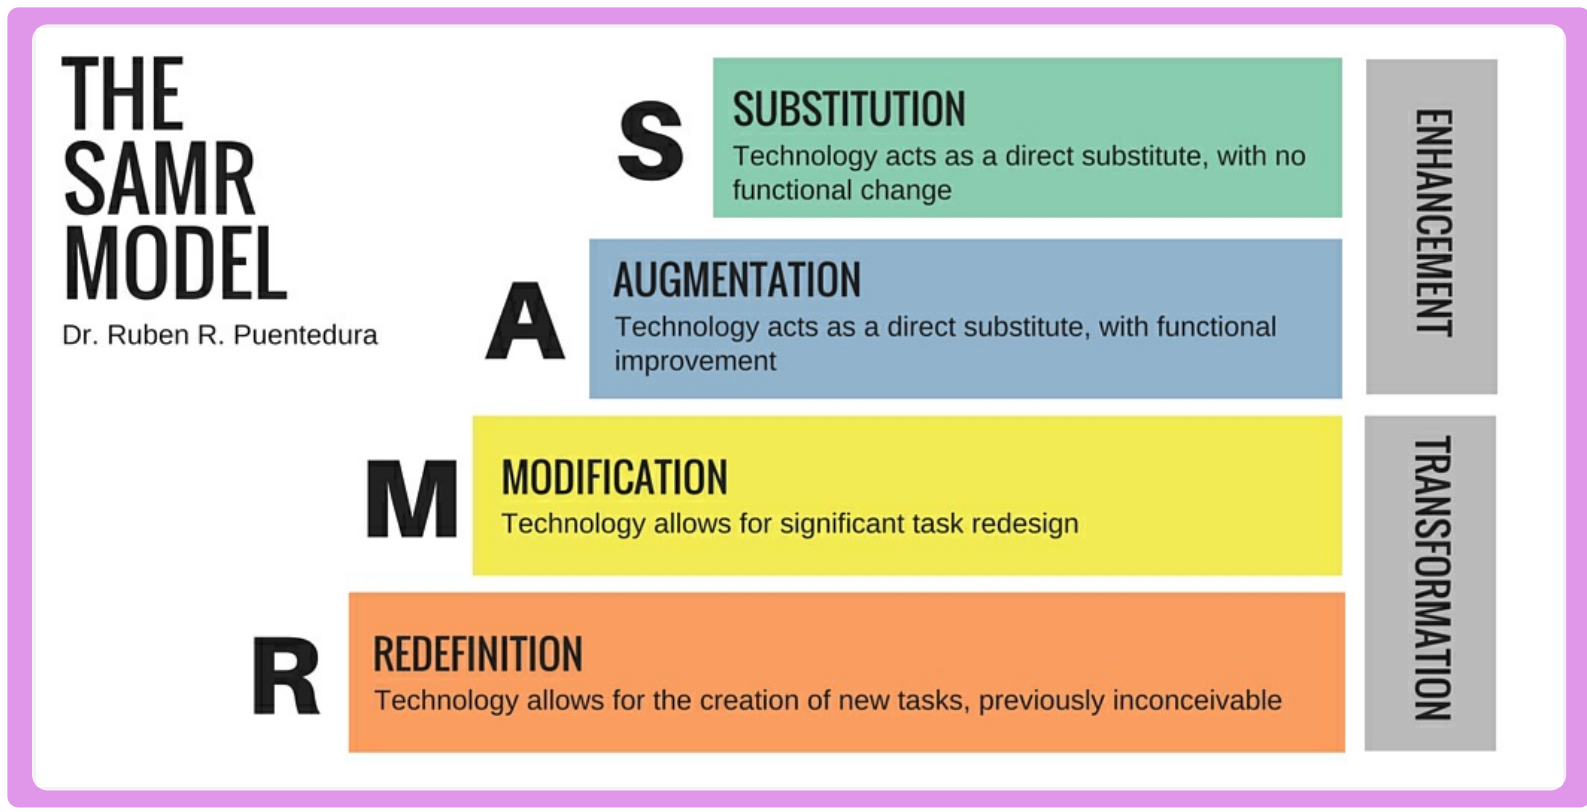 THE
SAMR
MODEL
Dr. Ruben R. Puentedura
S
SUBSTITUTION
Technology acts as a direct substitute, with no
functional change
A
AUGMENTATION
Technology acts as a direct substitute, with functional
improvement
ENHANCEMENT
M
MODIFICATION
Technology allows for significant task redesign
R
REDEFINITION
Technology allows for the creation of new tasks, previously inconceivable
TRANSFORMATION